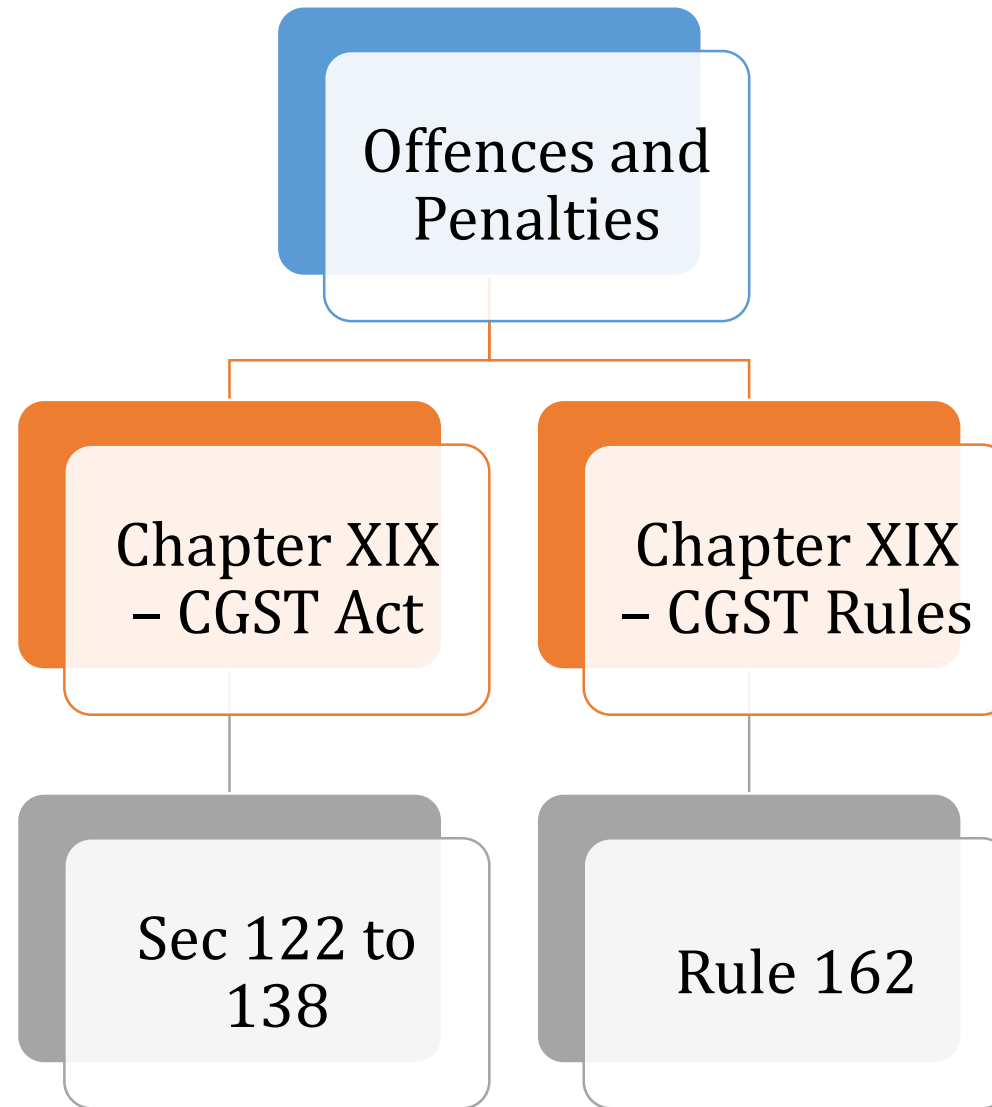 Offences and
Penalties
Chapter XIX
– CGST Act
Chapter XIX
– CGST Rules
Sec 122 to
138
Rule 162